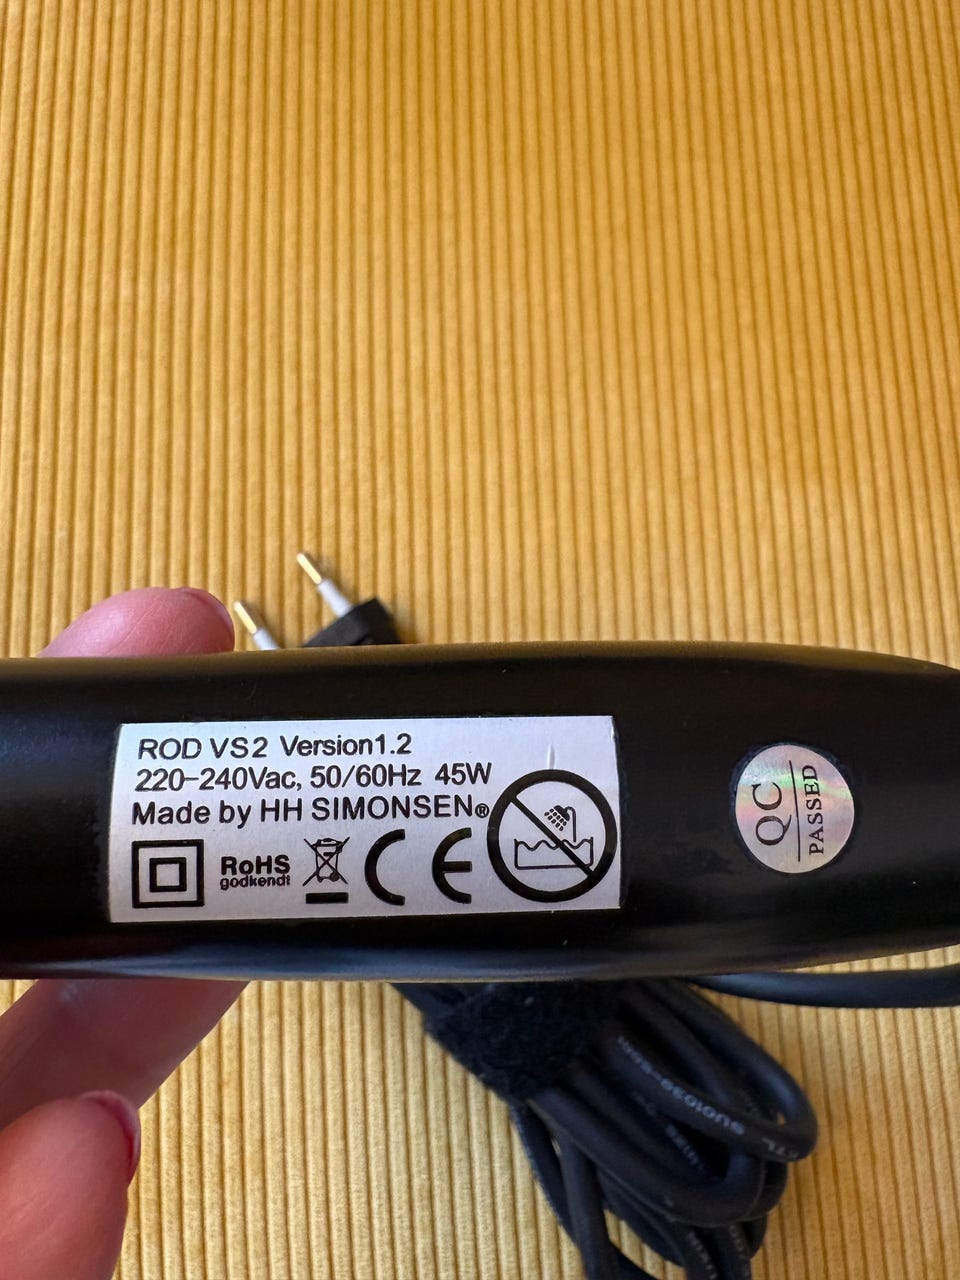 ROD VS2 Version1.2
220-240Vac, 50/60Hz 45W
Made by HH SIMONSEN®
RoHS
godkendt
CE
QC
PASSED